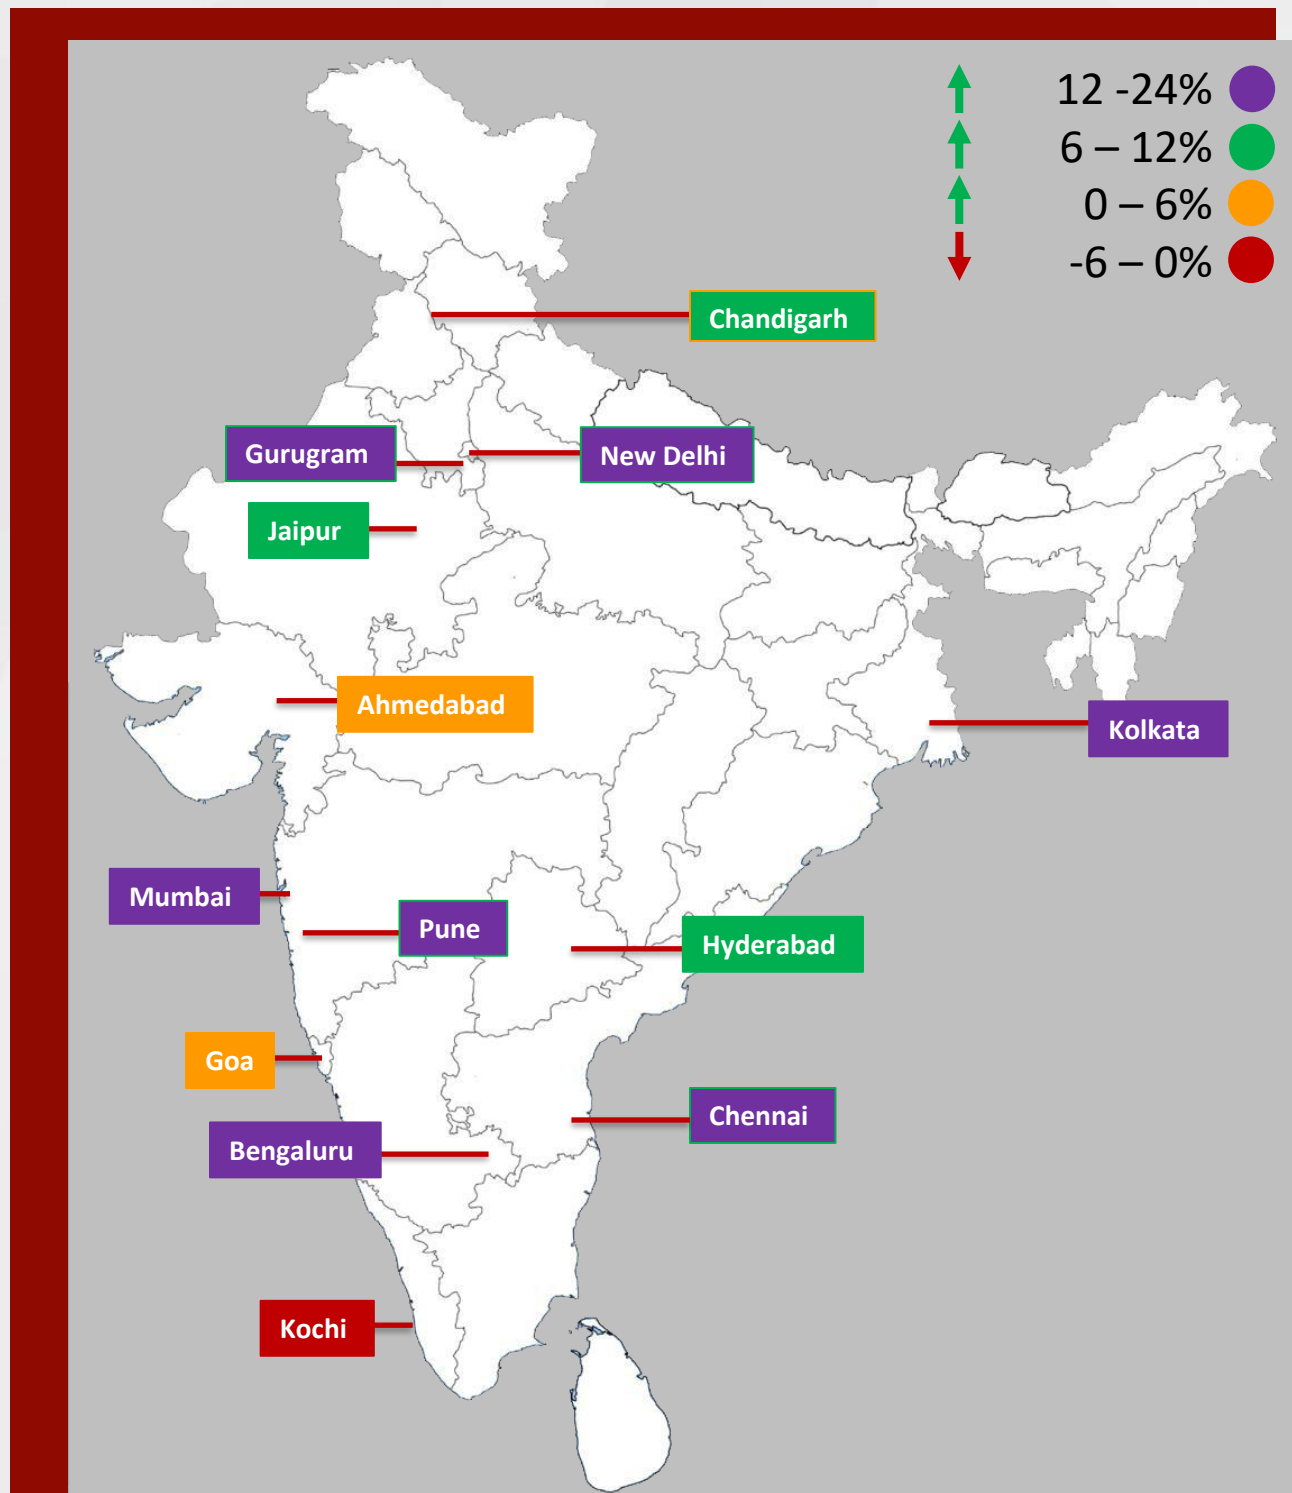 12 -24%
6 – 12%
0 – 6%
-6 – 0%
Chandigarh
Gurugram
New Delhi
Jaipur
Ahmedabad
Kolkata
Mumbai
Pune
Hyderabad
Goa
Chennai
Bengaluru
Kochi